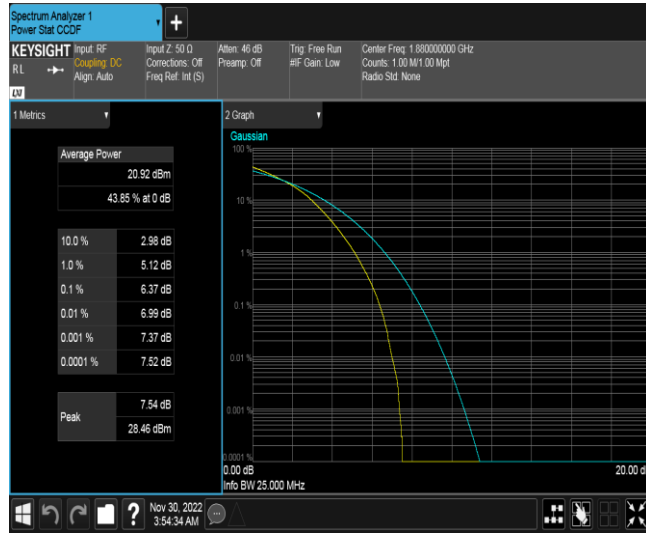 Spectrum Analyzer 1
Power Stat CCDF
+
KEYSIGHT
RL
LXI
Input: RF
Coupling: DC
Align: Auto
Input Z: 50 Ω
Corrections: Off
Freq Ref: Int (S)
Atten: 46 dB
Preamp: Off
Trig: Free Run
#IF Gain: Low
Center Freq: 1.880000000 GHz
Counts: 1.00 M/1.00 Mpt
Radio Std: None
1 Metrics
Average Power
20.92 dBm
43.85 % at 0 dB
10.0 % 2.98 dB
1.0 % 5.12 dB
0.1 % 6.37 dB
0.01 % 6.99 dB
0.001 % 7.37 dB
0.0001 % 7.52 dB
Peak
7.54 dB
28.46 dBm
2 Graph
Gaussian
100 %
10 %
1 %
0.1 %
0.01 %
0.001 %
0.0001 %
0.00 dB
20.00 d
Info BW 25.000 MHz
?
Nov 30, 2022
3:54:34 AM